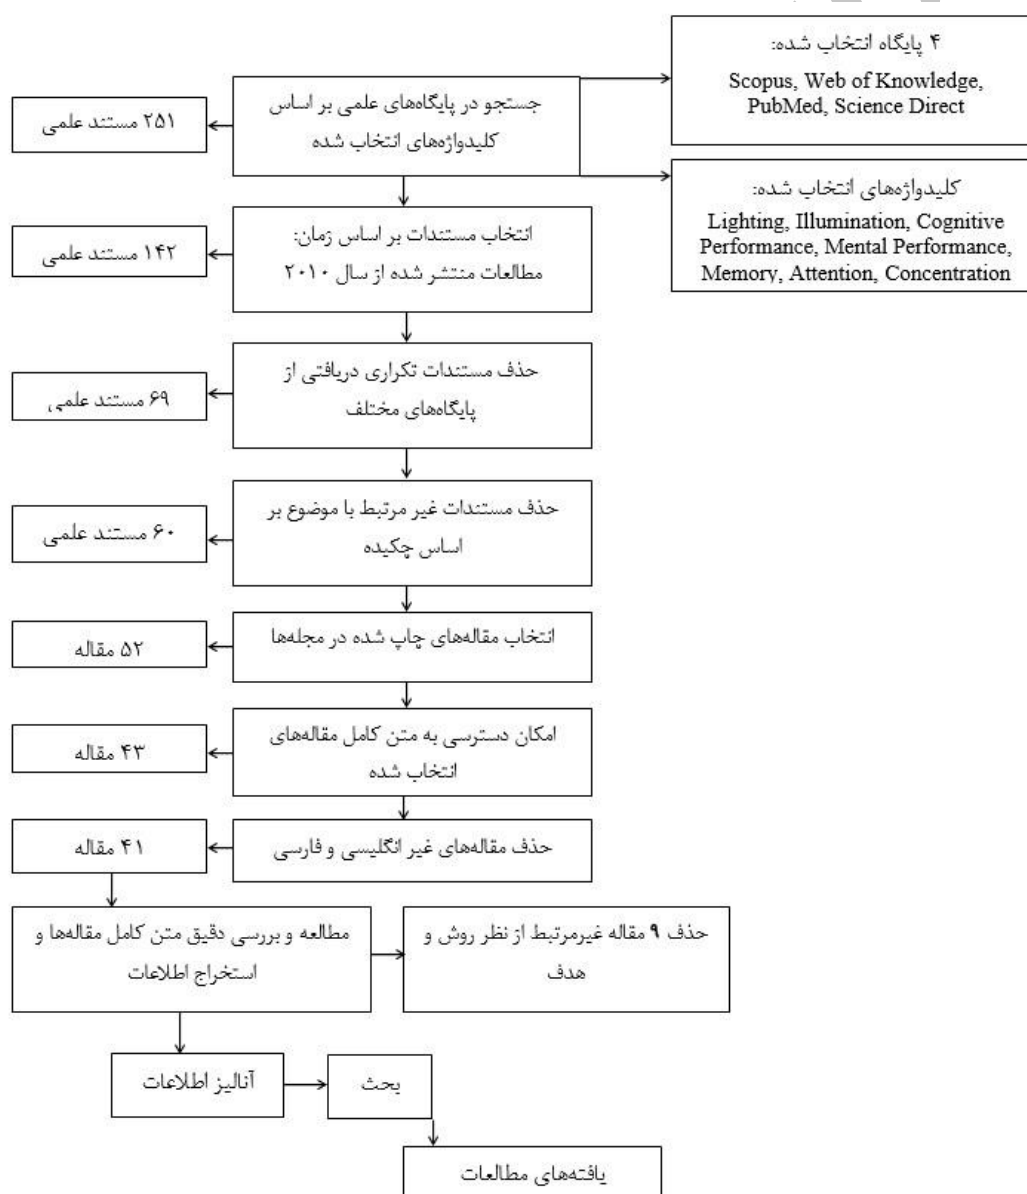 ۴ پایگاه انتخاب شده:
Scopus, Web of Knowledge,
PubMed, Science Direct
جستجو در پایگاه‌های علمی بر اساس
کلیدواژه‌های انتخاب شده
۲۵۱ مستند علمی
کلیدواژه‌های انتخاب شده:
Lighting, Illumination, Cognitive
Performance, Mental Performance,
Memory, Attention, Concentration
انتخاب مستندات بر اساس زمان:
مطالعات منتشر شده از سال ۲۰۱۰
۱۴۲ مستند علمی
حذف مستندات تکراری دریافتی از
پایگاه‌های مختلف
۶۹ مستند علمی
حذف مستندات غیر مرتبط با موضوع بر
اساس چکیده
۶۰ مستند علمی
انتخاب مقاله‌های چاپ شده در مجله‌ها
۵۲ مقاله
امکان دسترسی به متن کامل مقاله‌های
انتخاب شده
۴۳ مقاله
حذف مقاله‌های غیر انگلیسی و فارسی
۴۱ مقاله
مطالعه و بررسی دقیق متن کامل مقاله‌ها و
استخراج اطلاعات
حذف ۹ مقاله غیرمرتبط از نظر روش و
هدف
آنالیز اطلاعات
بحث
یافته‌های مطالعات